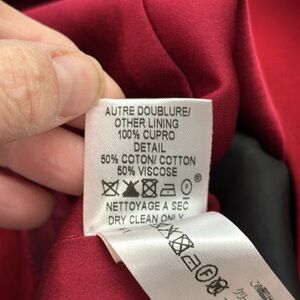 AUTRE DOUBLURE/
OTHER LINING
100% CUPRO
DETAIL
50% COTON/ COTTON
50% VISCOSE
®
NETTOYAGE A SEC
DRY CLEAN ONLY
F